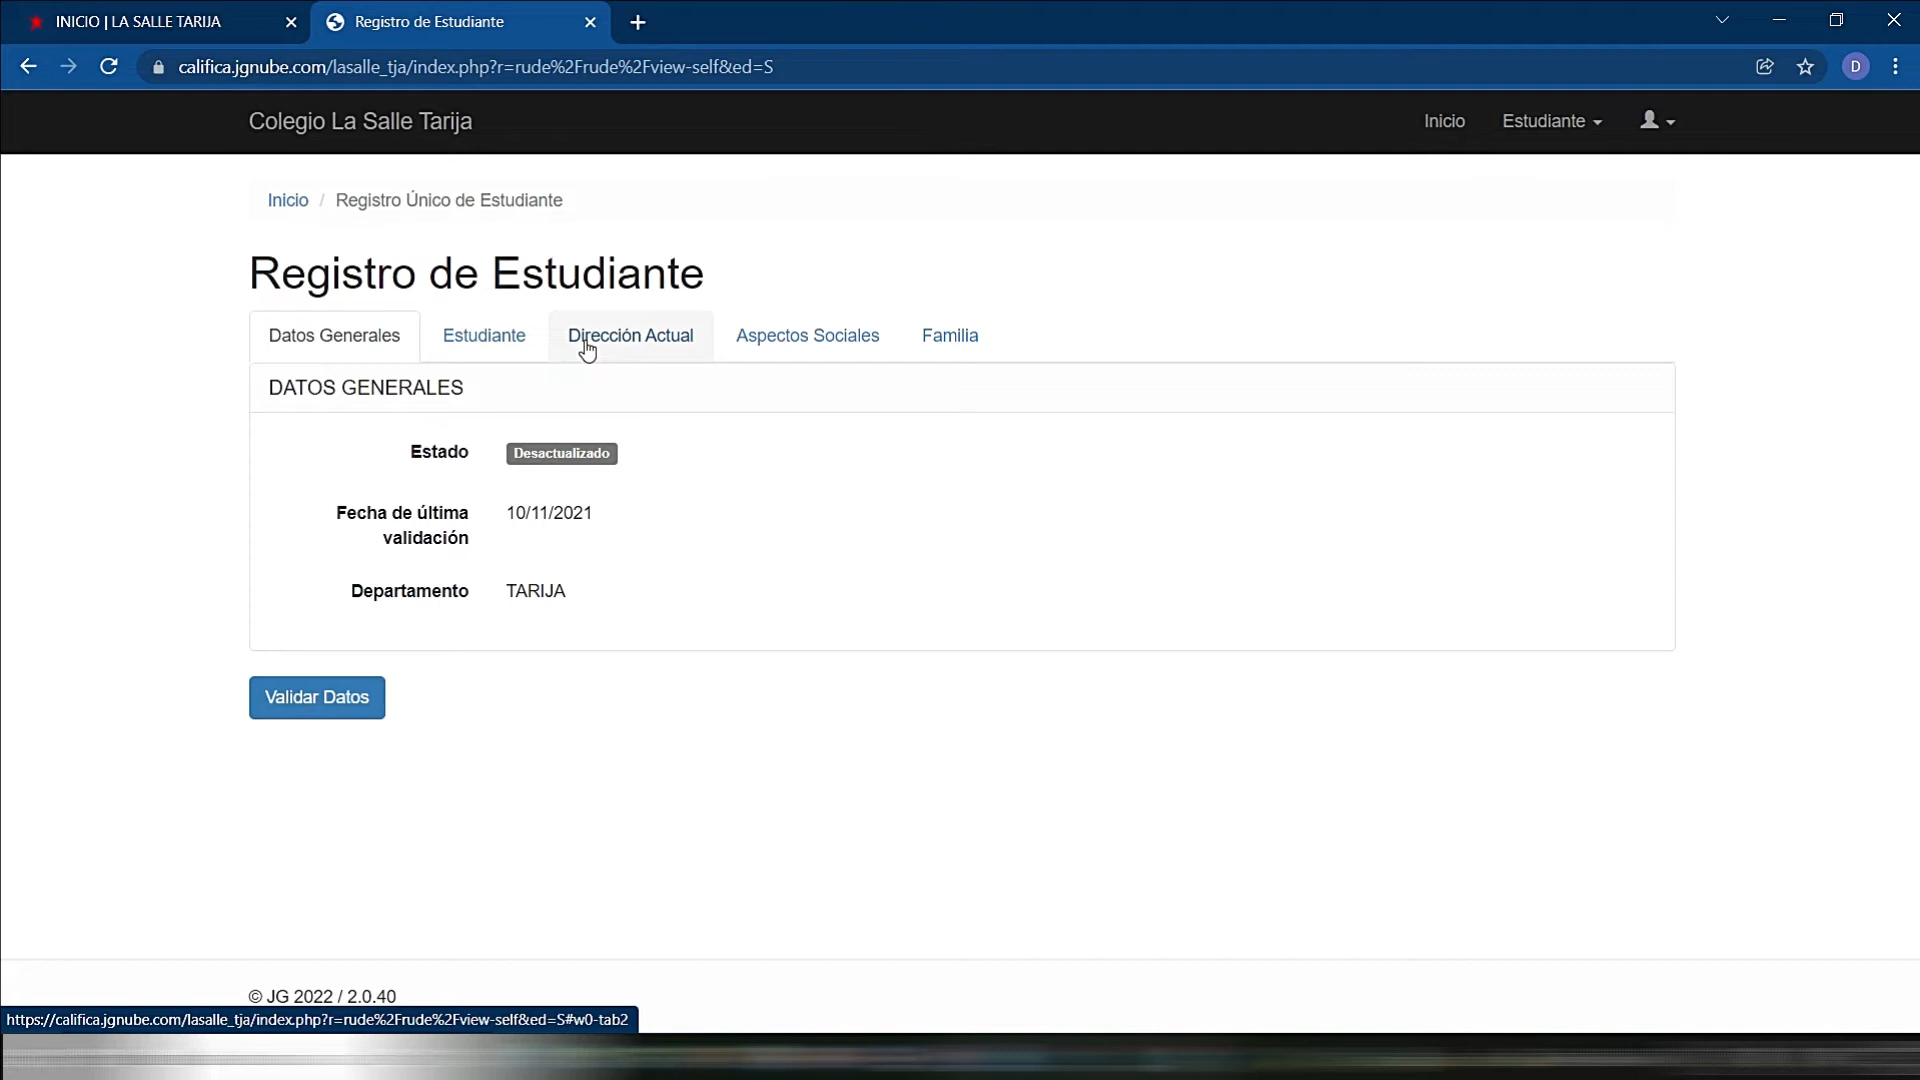 INICIO | LA SALLE TARIJA
Registro de Estudiante
califica.jgnube.com/lasalle_tja/index.php?r=rude%2Frude%2Fview-self&ed=S
D
Colegio La Salle Tarija
Inicio
Estudiante
Inicio / Registro Único de Estudiante
Registro de Estudiante
Datos Generales
Estudiante
Dirección Actual
Aspectos Sociales
Familia
DATOS GENERALES
Estado Desactualizado
Fecha de última 10/11/2021
validación
Departamento TARIJA
Validar Datos
© JG 2022 / 2.0.40
https://califica.jgnube.com/lasalle_tja/index.php?r=rude%2Frude%2Fview-self&ed=S#w0-tab2